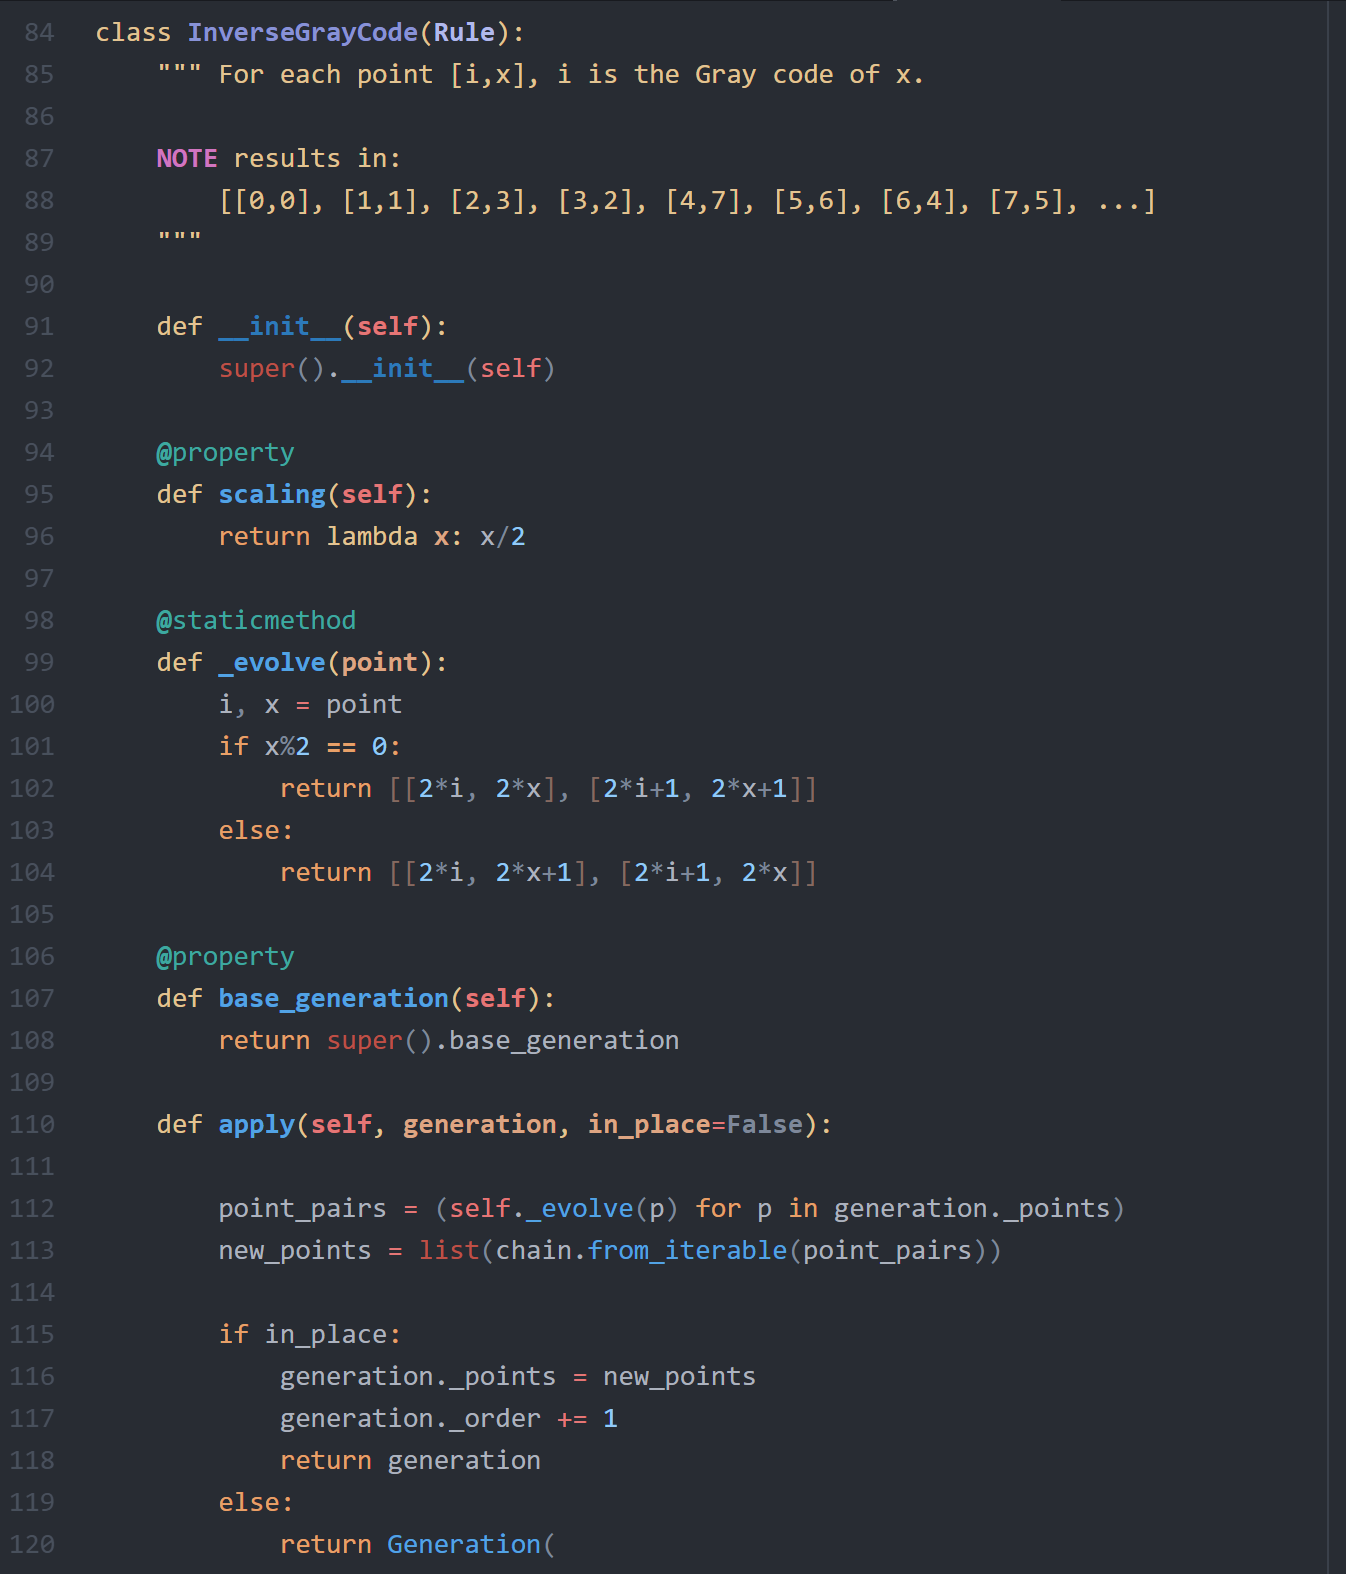 84 class InverseGrayCode(Rule):
85 """ For each point [i,x], i is the Gray code of x.
86
87 NOTE results in:
88 [[0,0], [1,1], [2,3], [3,2], [4,7], [5,6], [6,4], [7,5], ...]
89 """
90
91 def __init__(self):
92 super().__init__(self)
93
94 @property
95 def scaling(self):
96 return lambda x: x/2
97
98 @staticmethod
99 def _evolve(point):
100 i, x = point
101 if x%2 == 0:
102 return [[2*i, 2*x], [2*i+1, 2*x+1]]
103 else:
104 return [[2*i, 2*x+1], [2*i+1, 2*x]]
105
106 @property
107 def base_generation(self):
108 return super().base_generation
109
110 def apply(self, generation, in_place=False):
111
112 point_pairs = (self._evolve(p) for p in generation._points)
113 new_points = list(chain.from_iterable(point_pairs))
114
115 if in_place:
116 generation._points = new_points
117 generation._order += 1
118 return generation
119 else:
120 return Generation(